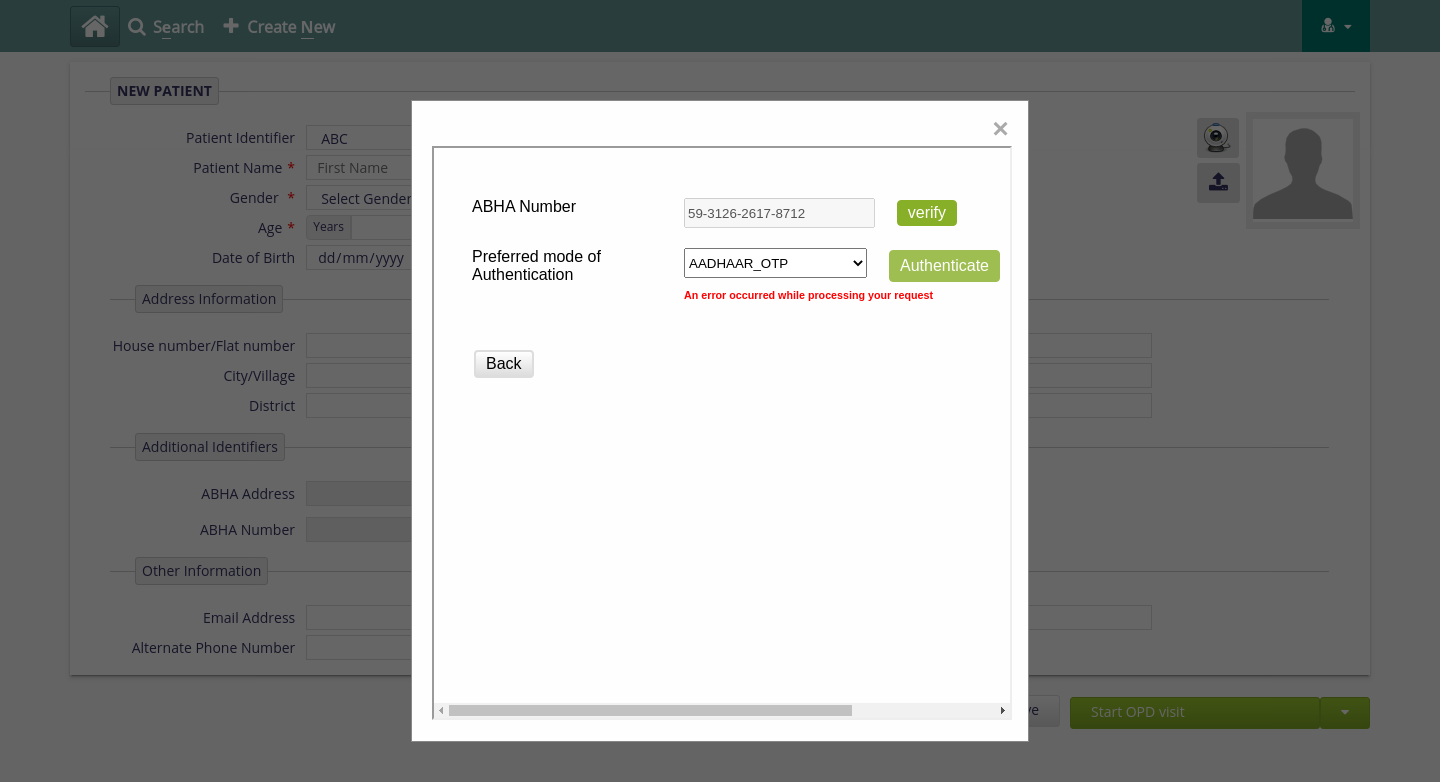 Search
Create New
NEW PATIENT
×
Patient Identifier ABC
Patient Name * First Name
Gender * Select Gender
Age * Years
Date of Birth dd/mm/yyyy
ABHA Number 59-3126-2617-8712 verify
Preferred mode of
Authentication
AADHAAR_OTP Authenticate
An error occurred while processing your request
Back
Address Information
House number/Flat number
City/Village
District
Additional Identifiers
ABHA Address
ABHA Number
Other Information
Email Address
Alternate Phone Number
Start OPD visit